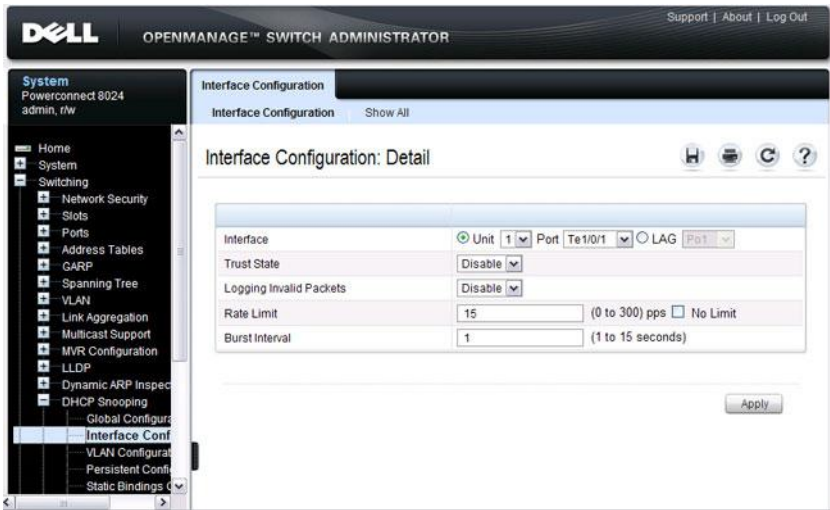 Support | About | Log Out
DELL OPENMANAGE™ SWITCH ADMINISTRATOR
System
Powerconnect 8024
admin, r/w
Home
System
Switching
Network Security
Slots
Ports
Address Tables
GARP
Spanning Tree
VLAN
Link Aggregation
Multicast Support
MVR Configuration
LLDP
Dynamic ARP Inspec
DHCP Snooping
Global Configura
Interface Conf
VLAN Configurat
Persistent Confi
Static Bindings C
Interface Configuration
Interface Configuration Show All
Interface Configuration: Detail
Interface Unit 1 Port Te1/0/1 LAG Po1
Trust State Disable
Logging Invalid Packets Disable
Rate Limit 15 (0 to 300) pps No Limit
Burst Interval 1 (1 to 15 seconds)
Apply